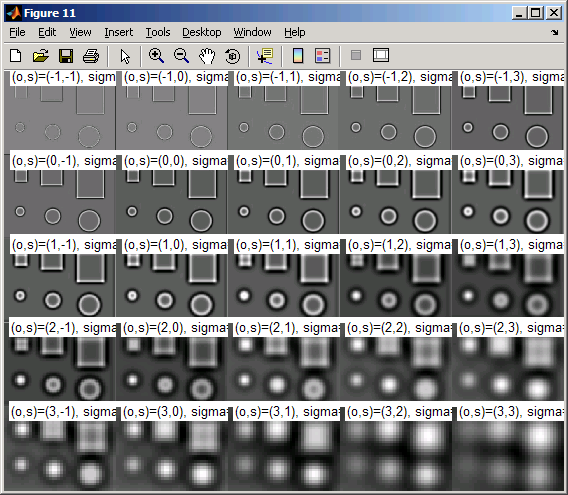 Figure 11
File Edit View Insert Tools Desktop Window Help
(o,s)=(-1,-1), sigma (o,s)=(-1,0), sigma (o,s)=(-1,1), sigma (o,s)=(-1,2), sigma (o,s)=(-1,3), sigma=
(o,s)=(0,-1), sigma (o,s)=(0,0), sigma= (o,s)=(0,1), sigma= (o,s)=(0,2), sigma= (o,s)=(0,3), sigma=
(o,s)=(1,-1), sigma (o,s)=(1,0), sigma= (o,s)=(1,1), sigma= (o,s)=(1,2), sigma= (o,s)=(1,3), sigma=
(o,s)=(2,-1), sigma (o,s)=(2,0), sigma= (o,s)=(2,1), sigma= (o,s)=(2,2), sigma= (o,s)=(2,3), sigma=
(o,s)=(3,-1), sigma (o,s)=(3,0), sigma= (o,s)=(3,1), sigma= (o,s)=(3,2), sigma= (o,s)=(3,3), sigma=